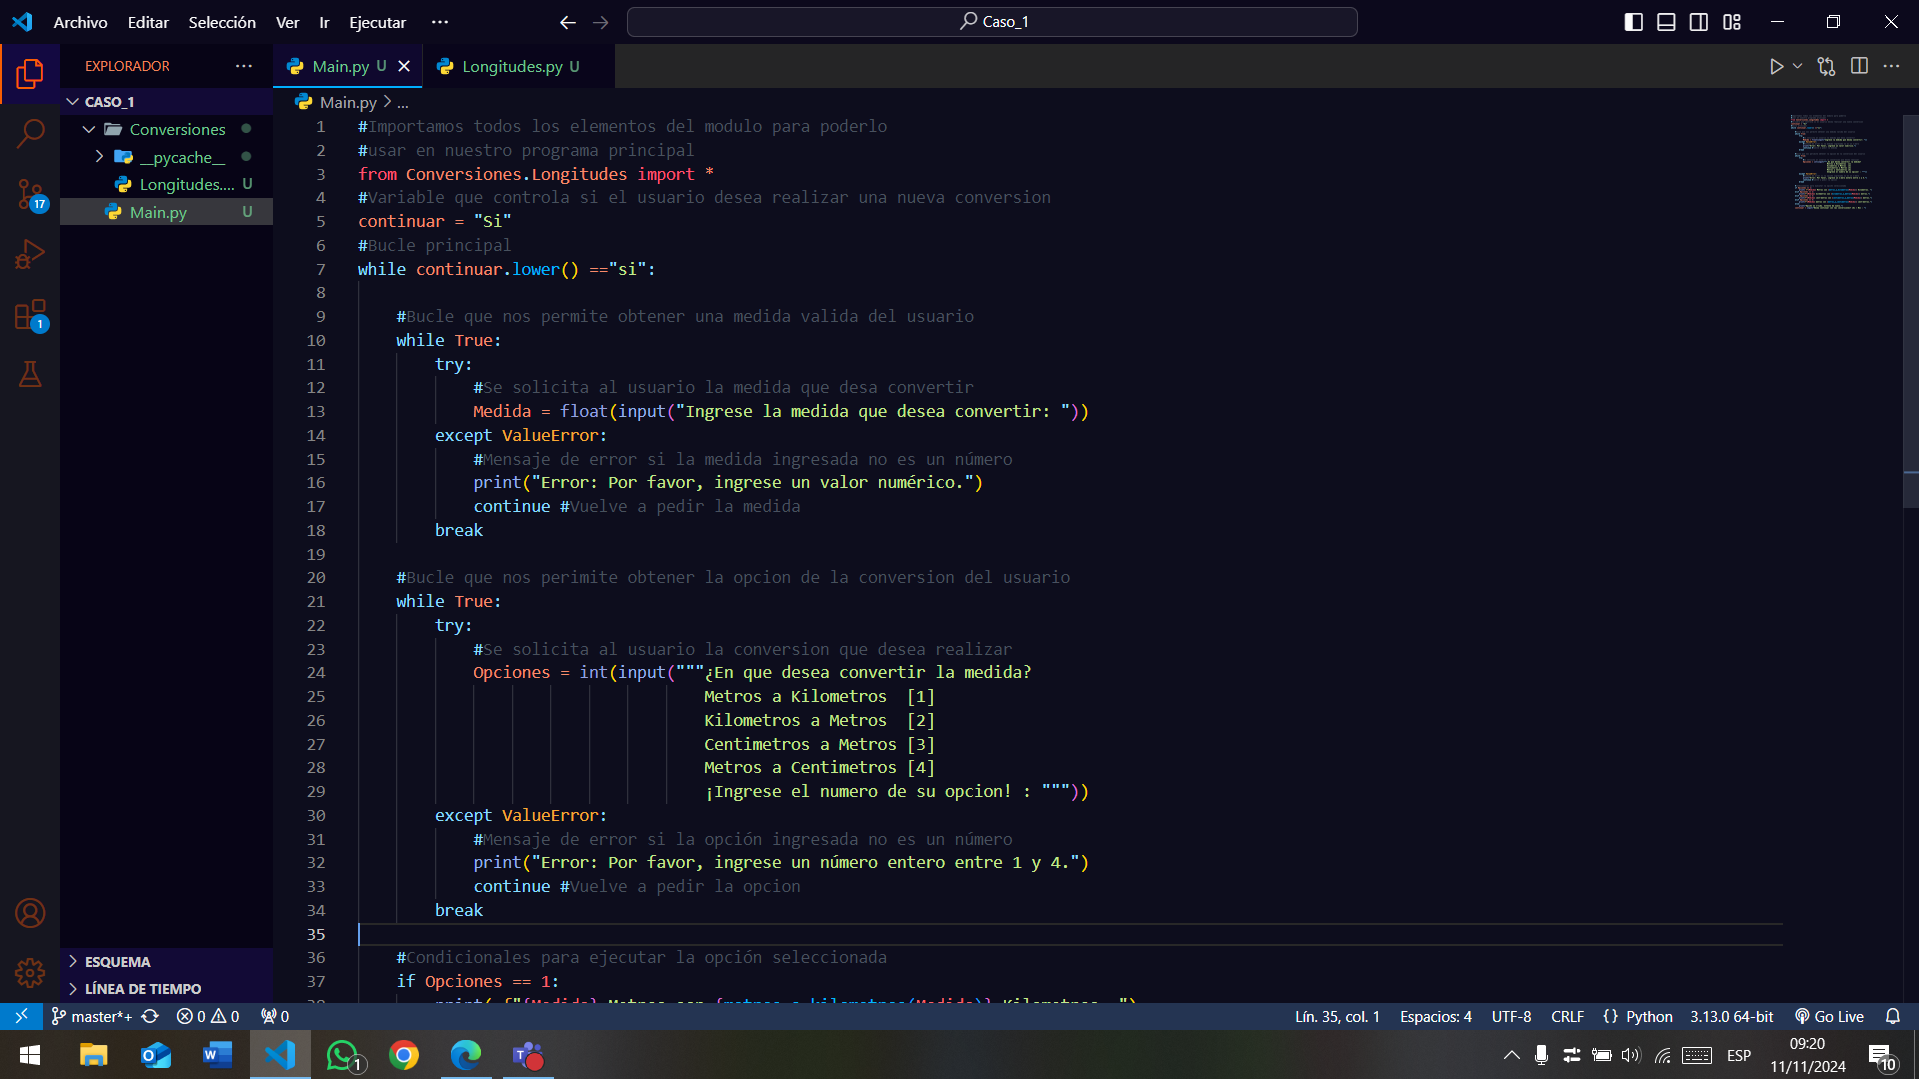 Archivo Editar Selección Ver Ir Ejecutar ··· Caso_1
EXPLORADOR ···
CASO_1
Conversiones
__pycache__
Longitudes.... U
Main.py U
ESQUEMA
LÍNEA DE TIEMPO
17
1
Main.py U Longitudes.py U
Main.py > ...
1 #Importamos todos los elementos del modulo para poderlo
2 #usar en nuestro programa principal
3 from Conversiones.Longitudes import *
4 #Variable que controla si el usuario desea realizar una nueva conversion
5 continuar = "Si"
6 #Bucle principal
7 while continuar.lower() =="si":
8
9 #Bucle que nos permite obtener una medida valida del usuario
10 while True:
11 try:
12 #Se solicita al usuario la medida que desa convertir
13 Medida = float(input("Ingrese la medida que desea convertir: "))
14 except ValueError:
15 #Mensaje de error si la medida ingresada no es un número
16 print("Error: Por favor, ingrese un valor numérico.")
17 continue #Vuelve a pedir la medida
18 break
19
20 #Bucle que nos perimite obtener la opcion de la conversion del usuario
21 while True:
22 try:
23 #Se solicita al usuario la conversion que desea realizar
24 Opciones = int(input("""¿En que desea convertir la medida?
25 Metros a Kilometros [1]
26 Kilometros a Metros [2]
27 Centimetros a Metros [3]
28 Metros a Centimetros [4]
29 ¡Ingrese el numero de su opcion! : """))
30 except ValueError:
31 #Mensaje de error si la opción ingresada no es un número
32 print("Error: Por favor, ingrese un número entero entre 1 y 4.")
33 continue #Vuelve a pedir la opcion
34 break
35
36 #Condicionales para ejecutar la opción seleccionada
37 if Opciones == 1:
master*+ 0 0 0 Lín. 35, col. 1 Espacios: 4 UTF-8 CRLF {} Python 3.13.0 64-bit Go Live
1 ESP 09:20
11/11/2024 10